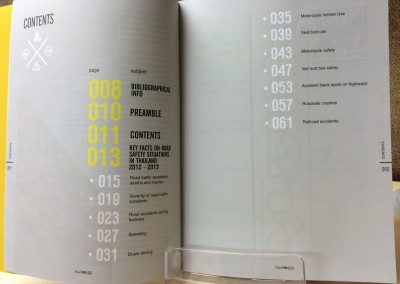 CONTENTS
page subject
008 BIBLIOGRAPHICAL
INFO
010 PREAMBLE
011 CONTENTS
013 KEY FACTS ON ROAD
SAFETY SITUATIONS
IN THAILAND
2012 - 2013
015 Road traffic accidents
deaths and injuries
019 Severity of road traffic
accidents
023 Road accidents during
festivals
027 Speeding
031 Drunk driving
CONTENTS
035 Motorcycle helmet Use
039 Seat belt use
043 Motorcycle safety
047 Van and bus safety
053 Accident black spots on highways
057 Roadside crashes
061 Railroad accidents
CONTENTS